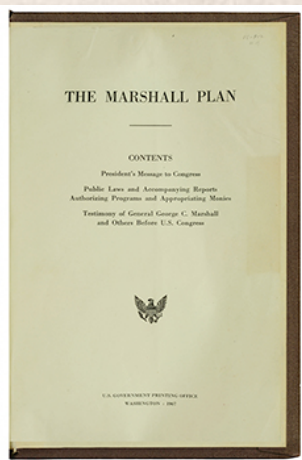 THE MARSHALL PLAN
CONTENTS
President's Message to Congress
Public Laws and Accompanying Reports
Authorizing Programs and Appropriating Monies
Testimony of General George C. Marshall
and Others Before U.S. Congress
U.S. GOVERNMENT PRINTING OFFICE
WASHINGTON : 1967